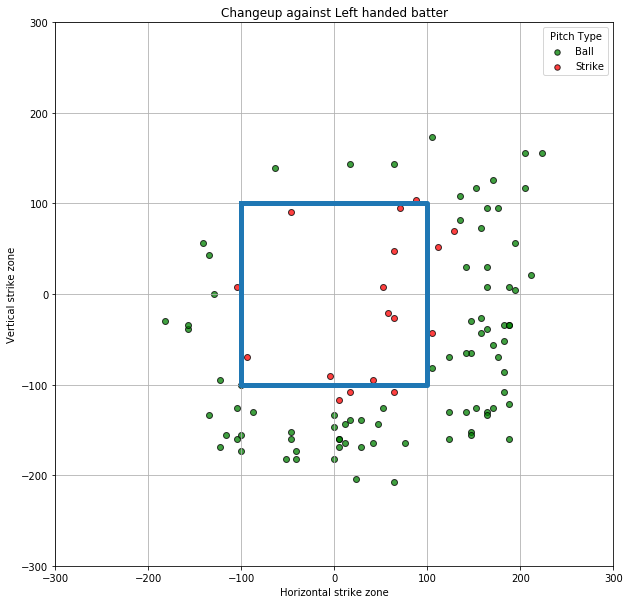 Changeup against Left handed batter
Pitch Type
Ball
Strike
300
200
100
0
−100
−200
−300
Vertical strike zone
−300
−200
−100
0
100
200
300
Horizontal strike zone